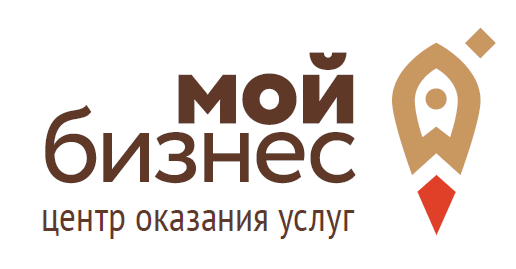 мой
бизнес
центр оказания услуг